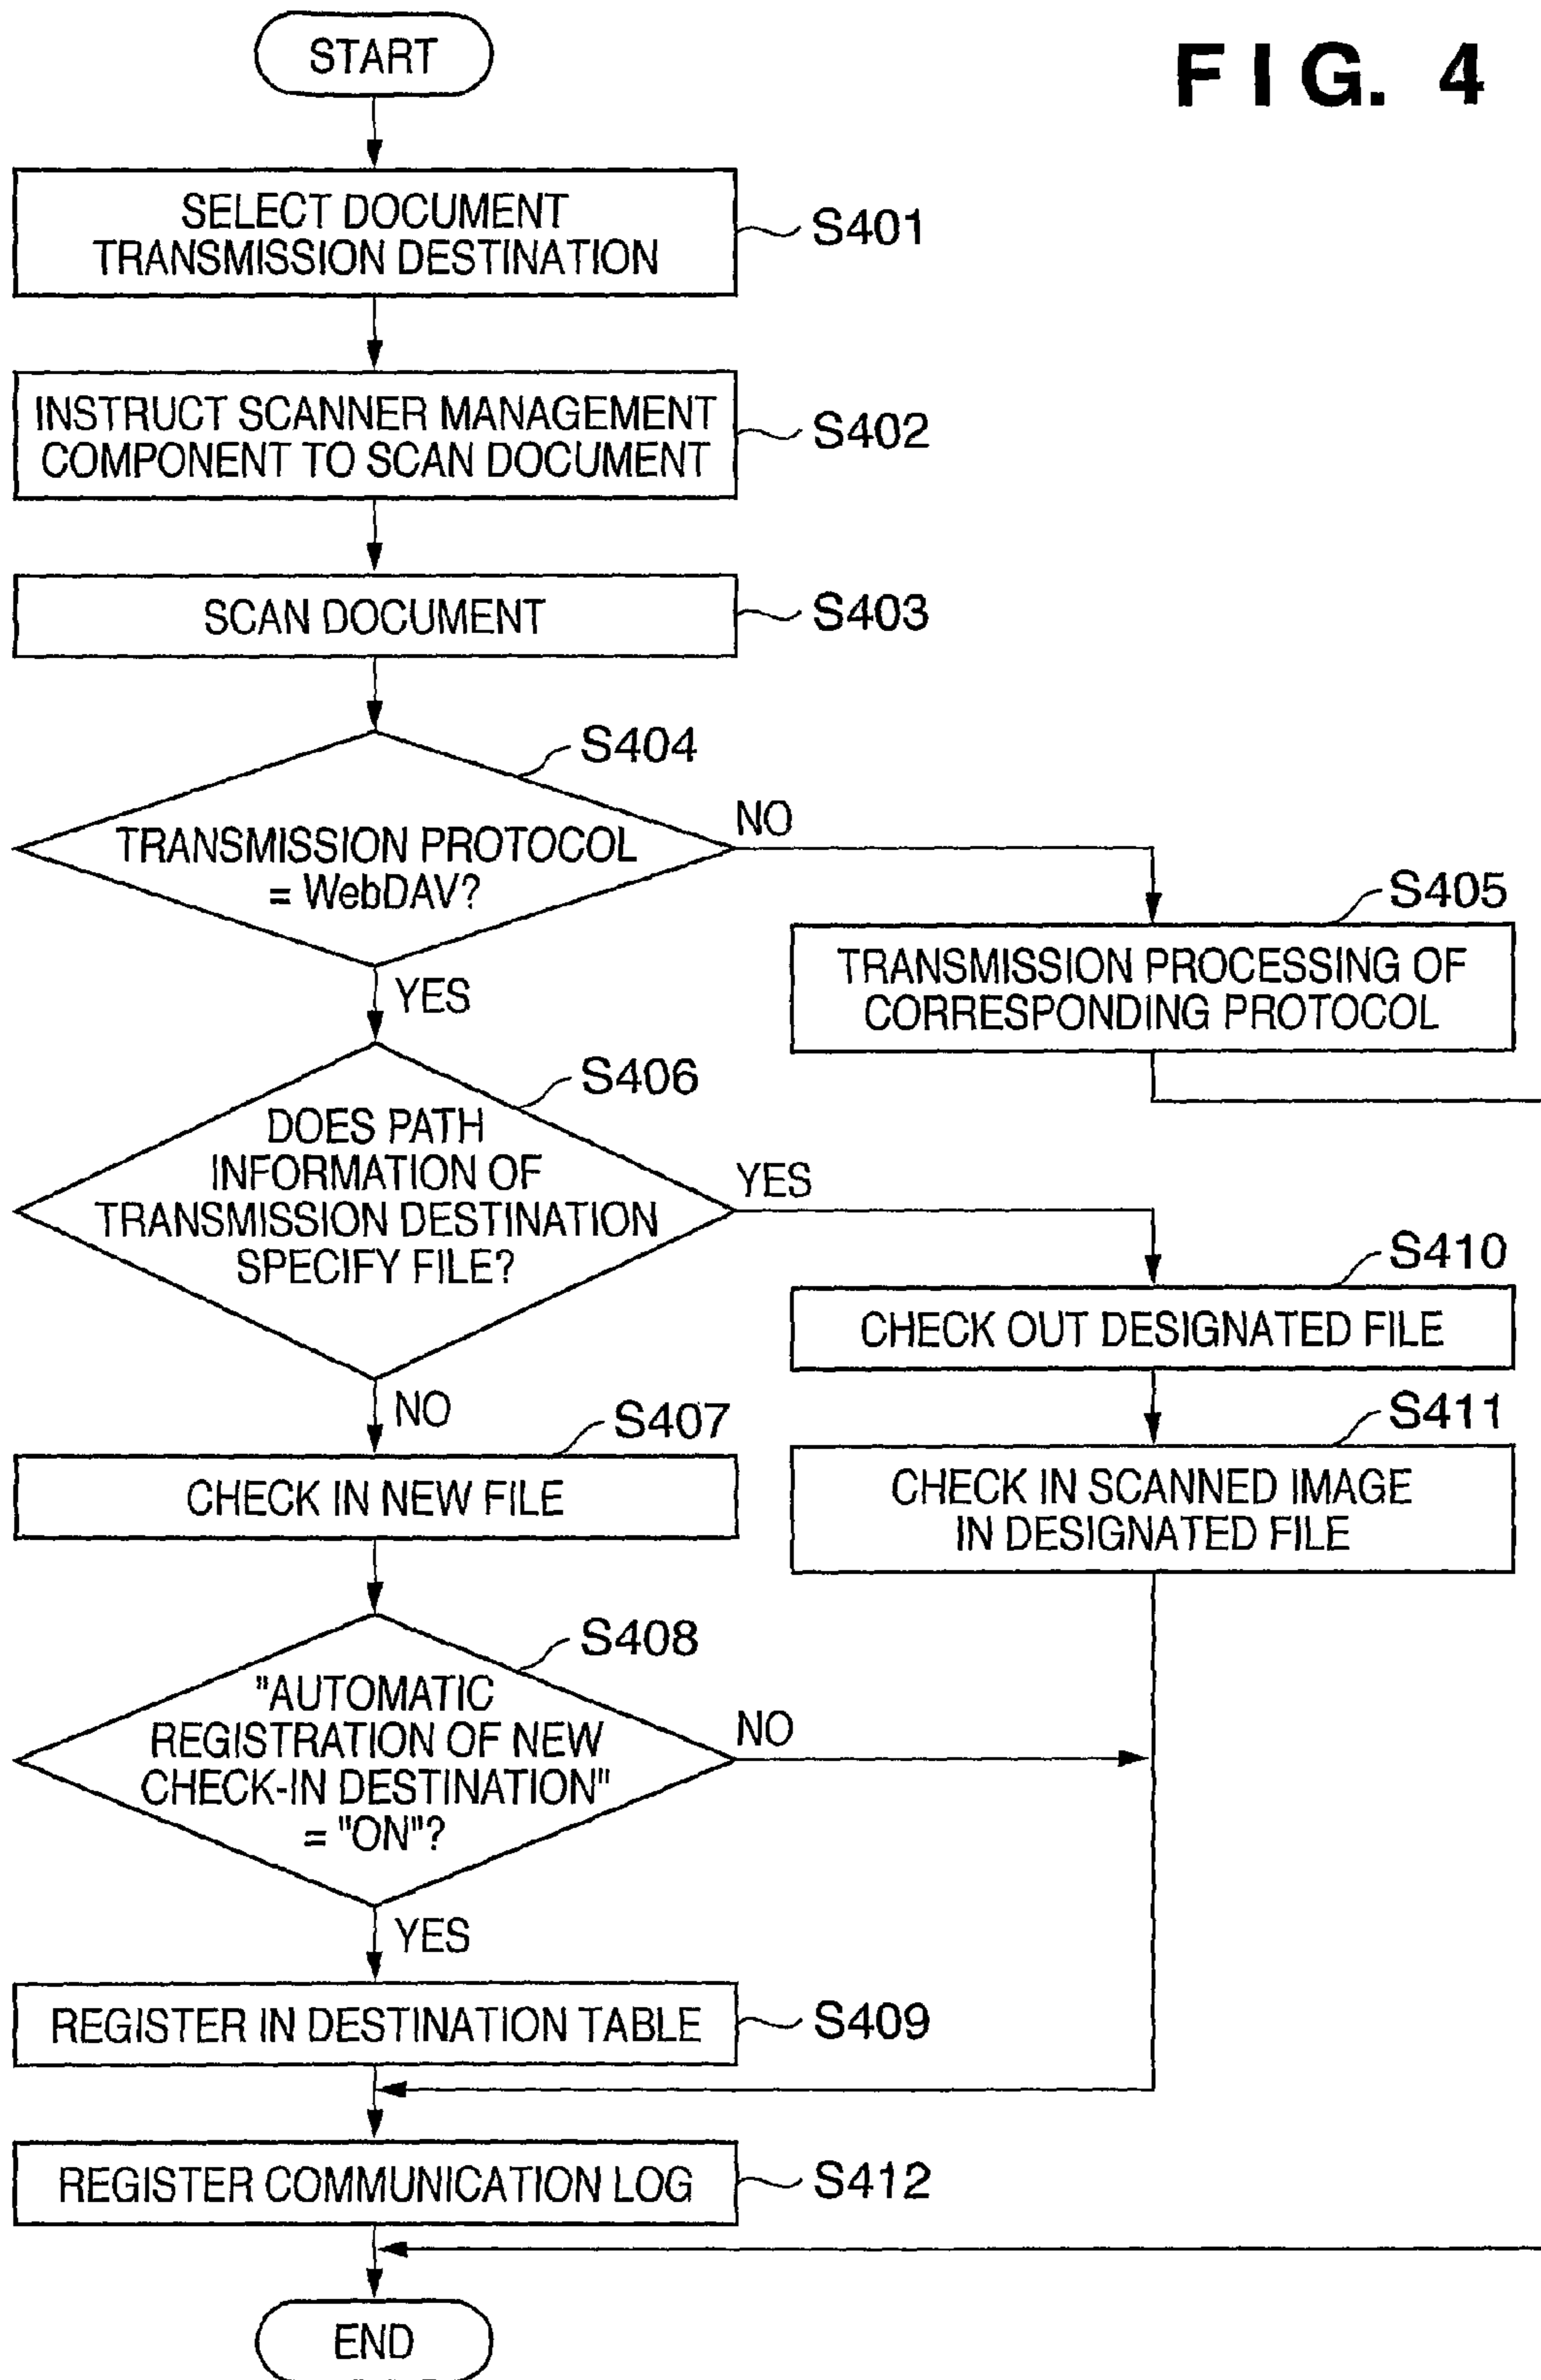 FIG. 4
START
SELECT DOCUMENT
TRANSMISSION DESTINATION
S401
INSTRUCT SCANNER MANAGEMENT
COMPONENT TO SCAN DOCUMENT
S402
SCAN DOCUMENT
S403
S404
TRANSMISSION PROTOCOL
= WebDAV?
NO
YES
S405
TRANSMISSION PROCESSING OF
CORRESPONDING PROTOCOL
S406
DOES PATH
INFORMATION OF
TRANSMISSION DESTINATION
SPECIFY FILE?
YES
NO
S410
CHECK OUT DESIGNATED FILE
S411
CHECK IN SCANNED IMAGE
IN DESIGNATED FILE
S407
CHECK IN NEW FILE
S408
"AUTOMATIC
REGISTRATION OF NEW
CHECK-IN DESTINATION"
= "ON"?
NO
YES
REGISTER IN DESTINATION TABLE
S409
REGISTER COMMUNICATION LOG
S412
END